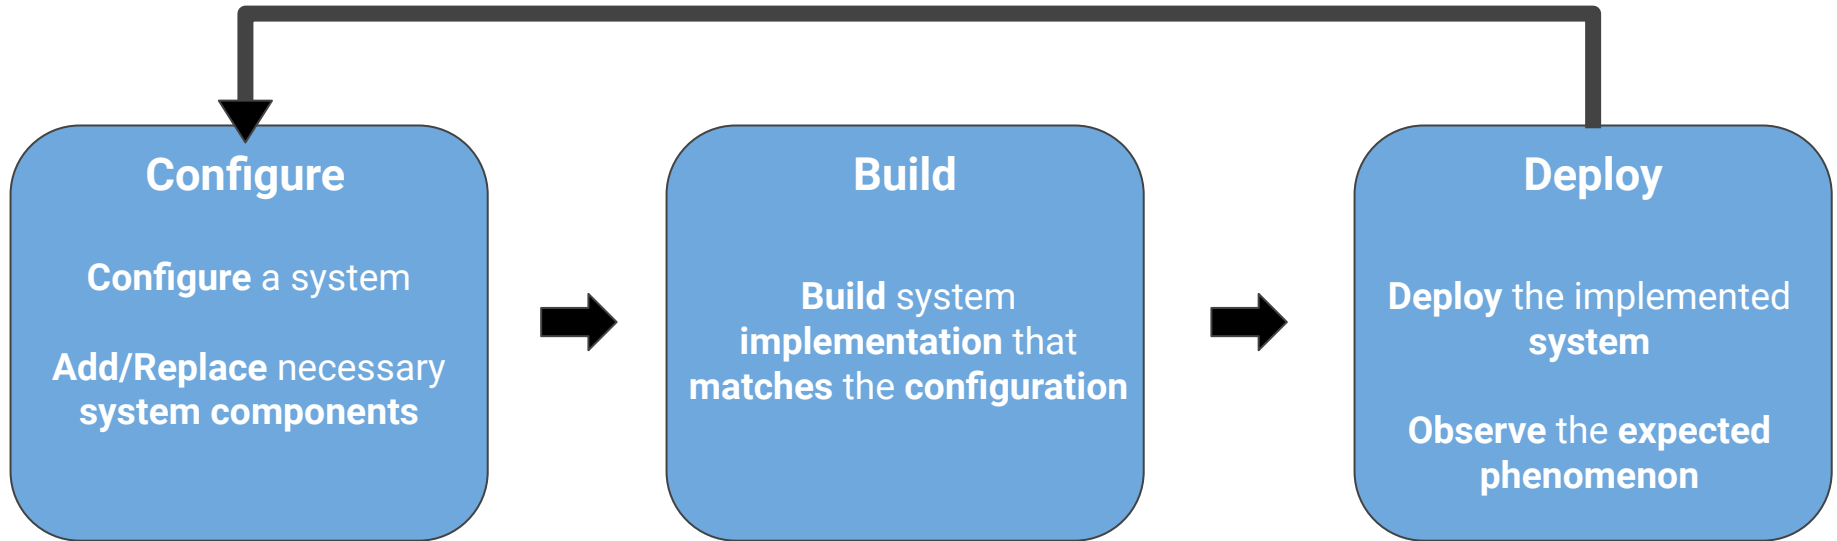 Configure
Configure a system
Add/Replace necessary
system components
Build
Build system
implementation that
matches the configuration
Deploy
Deploy the implemented
system
Observe the expected
phenomenon